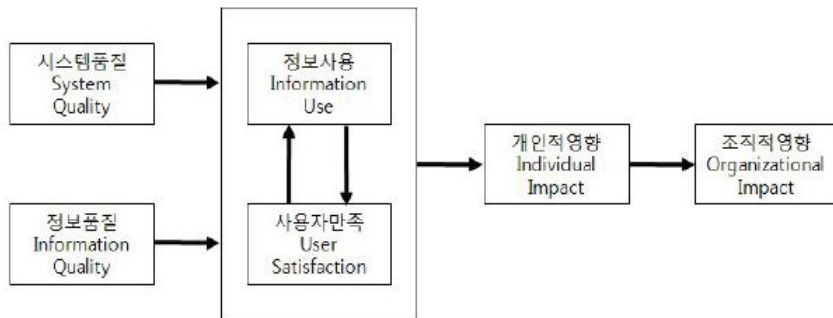 시스템품질
System
Quality
정보사용
Information
Use
개인적영향
Individual
Impact
조직적영향
Organizational
Impact
정보품질
Information
Quality
사용자만족
User
Satisfaction